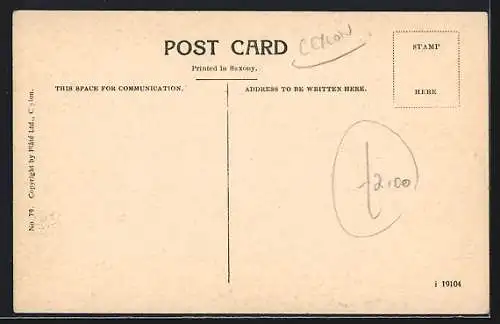 POST CARD
CEYLON
Printed in Saxony.
STAMP
HERE
THIS SPACE FOR COMMUNICATION.
ADDRESS TO BE WRITTEN HERE.
No. 79. Copyright by Plâté Ltd., Ceylon.
2.00
i 19104